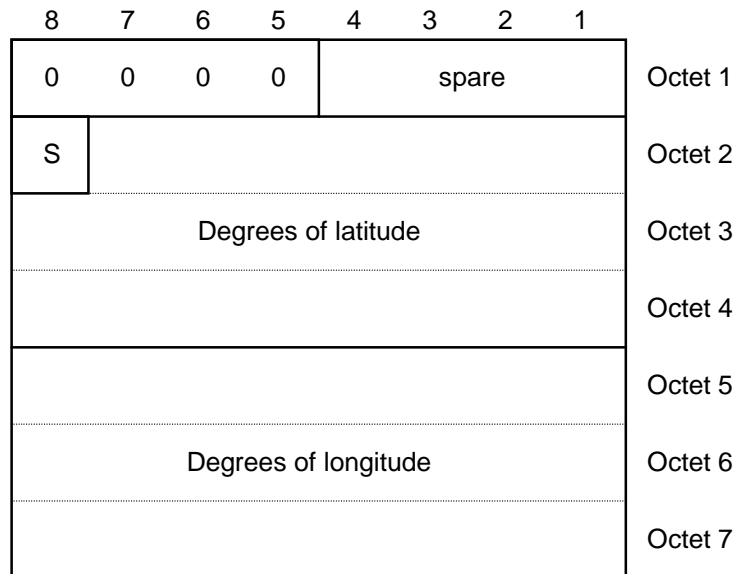 8 7 6 5 4 3 2 1
0 0 0 0 spare Octet 1
S Octet 2
Degrees of latitude Octet 3
Octet 4
Octet 5
Degrees of longitude Octet 6
Octet 7